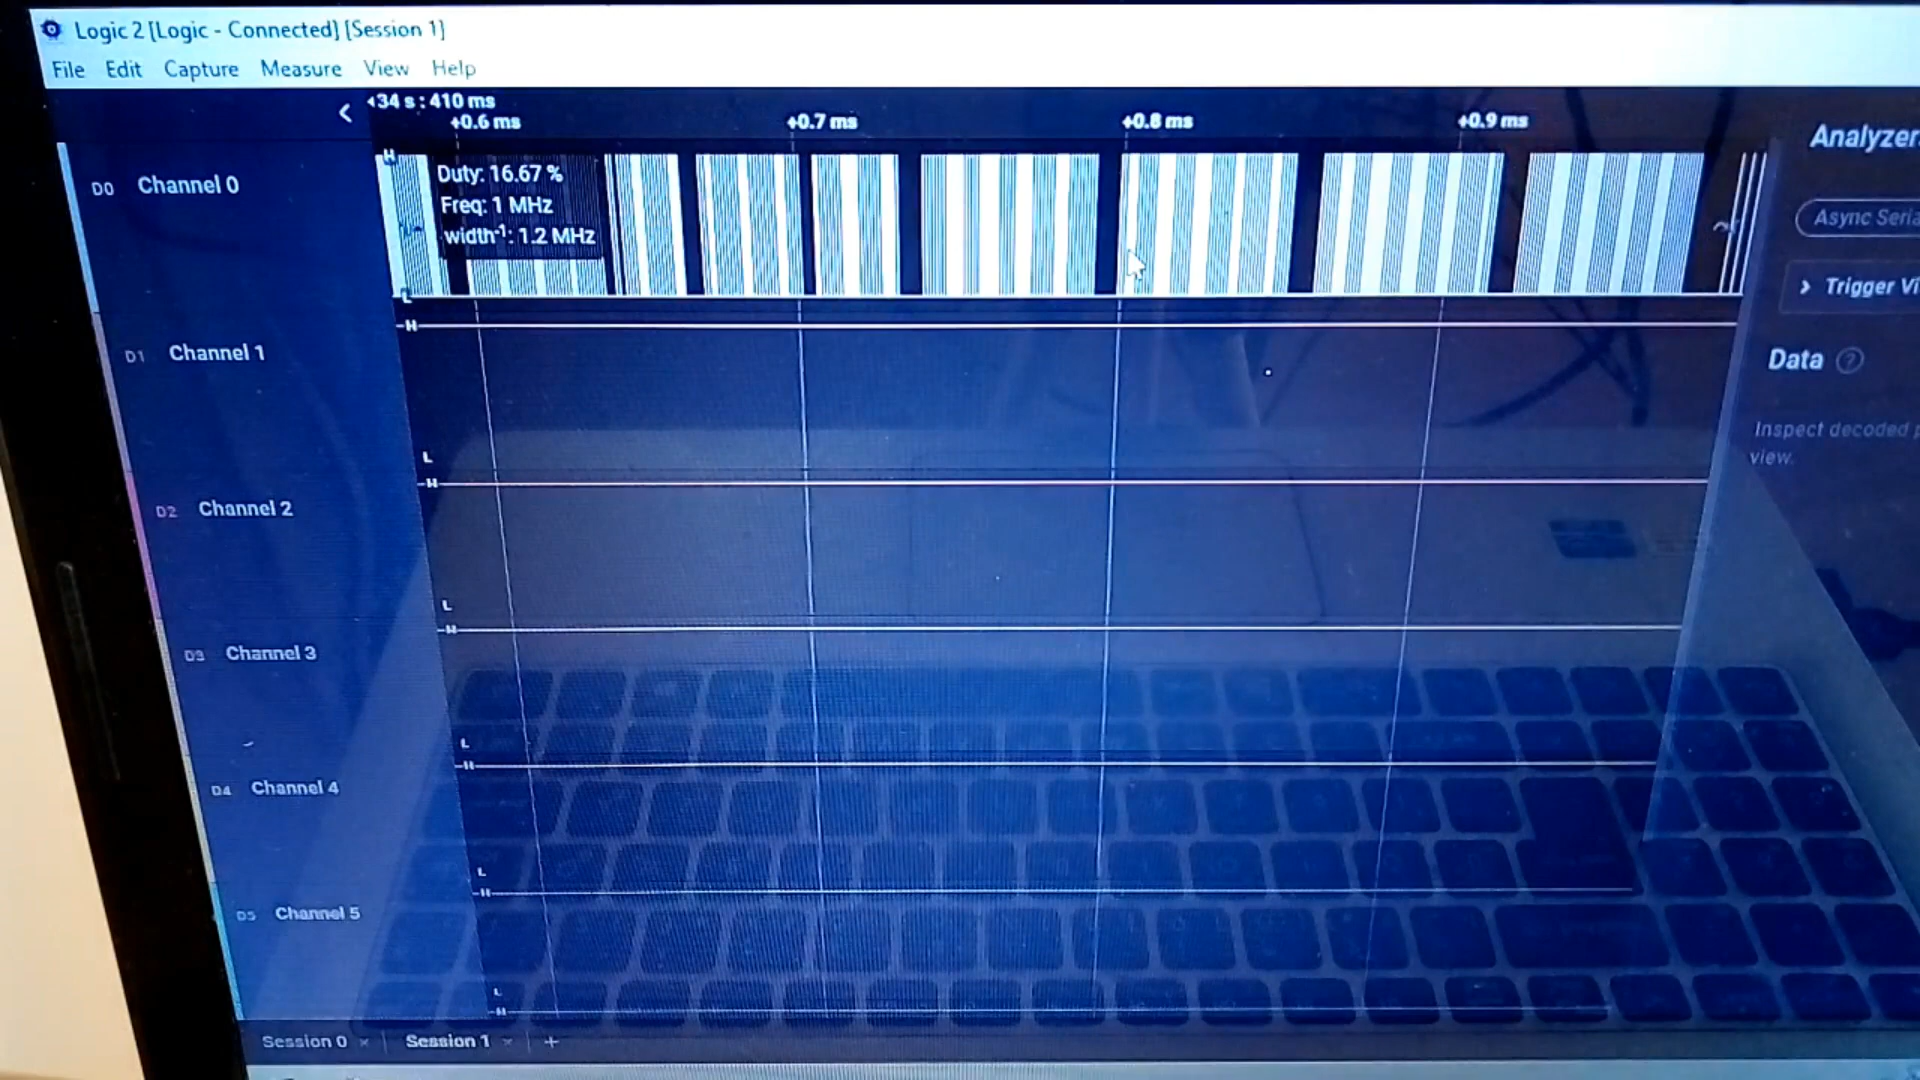 Logic 2 [Logic - Connected] [Session 1]
File Edit Capture Measure View Help
34 s : 410 ms
+0.6 ms +0.7 ms +0.8 ms +0.9 ms
Analyzer
D0 Channel 0
H
Duty: 16.67 %
Freq: 1 MHz
width-1: 1.2 MHz
L
Async Seria
Trigger Vi
H
D1 Channel 1
L
Data ?
Inspect decoded p
view.
H
D2 Channel 2
L
H
D3 Channel 3
L
H
D4 Channel 4
L
H
D5 Channel 5
L
H
Session 0 × Session 1 × +